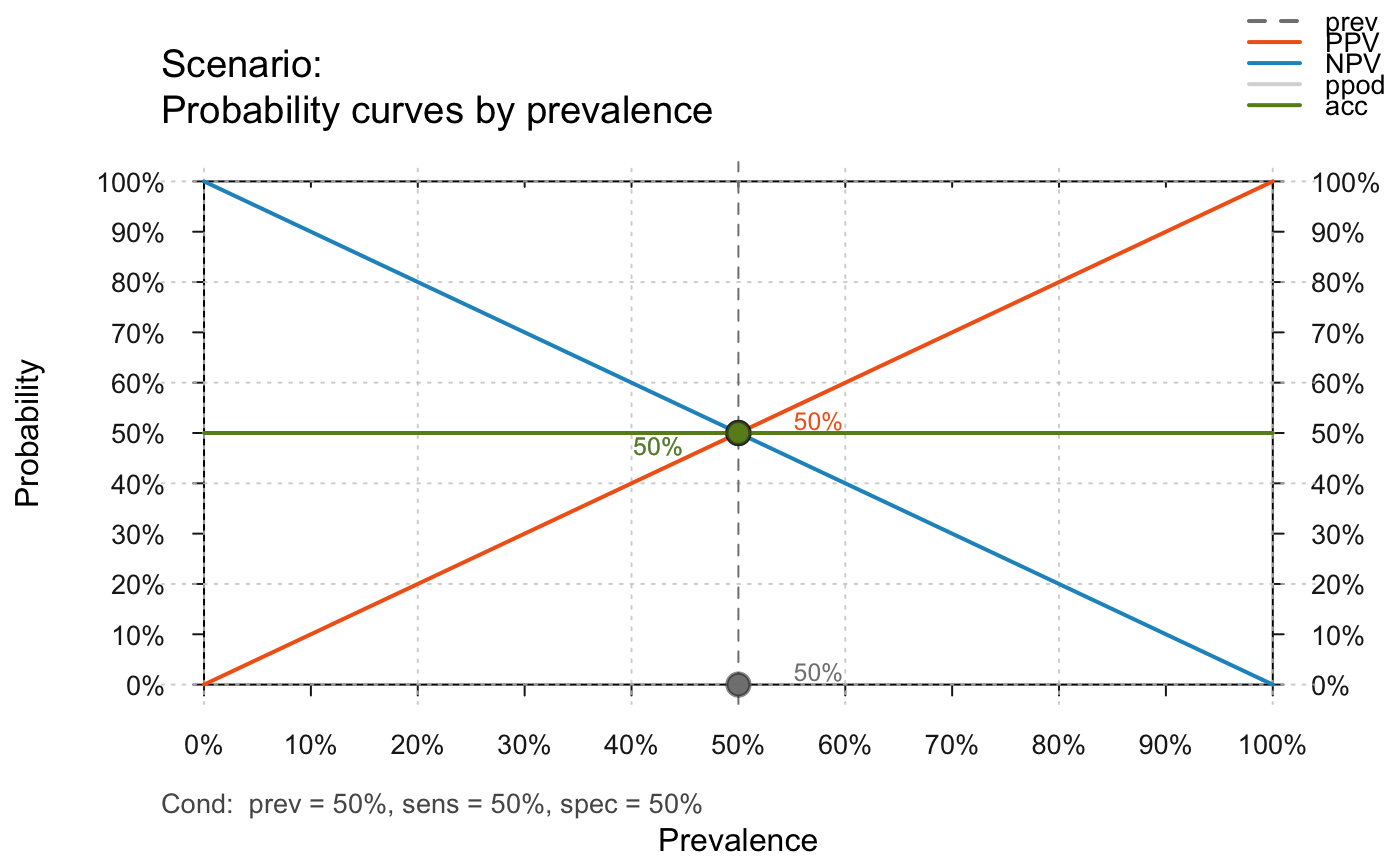 prev
PPV
NPV
ppod
acc
Scenario:
Probability curves by prevalence
100% 100%
90% 90%
80% 80%
70% 70%
60% 60%
50% 50% 50%
50%
40% 40%
30% 30%
20% 20%
10% 10%
50%
0% 0%
Probability
0% 10% 20% 30% 40% 50% 60% 70% 80% 90% 100%
Cond: prev = 50%, sens = 50%, spec = 50%
Prevalence